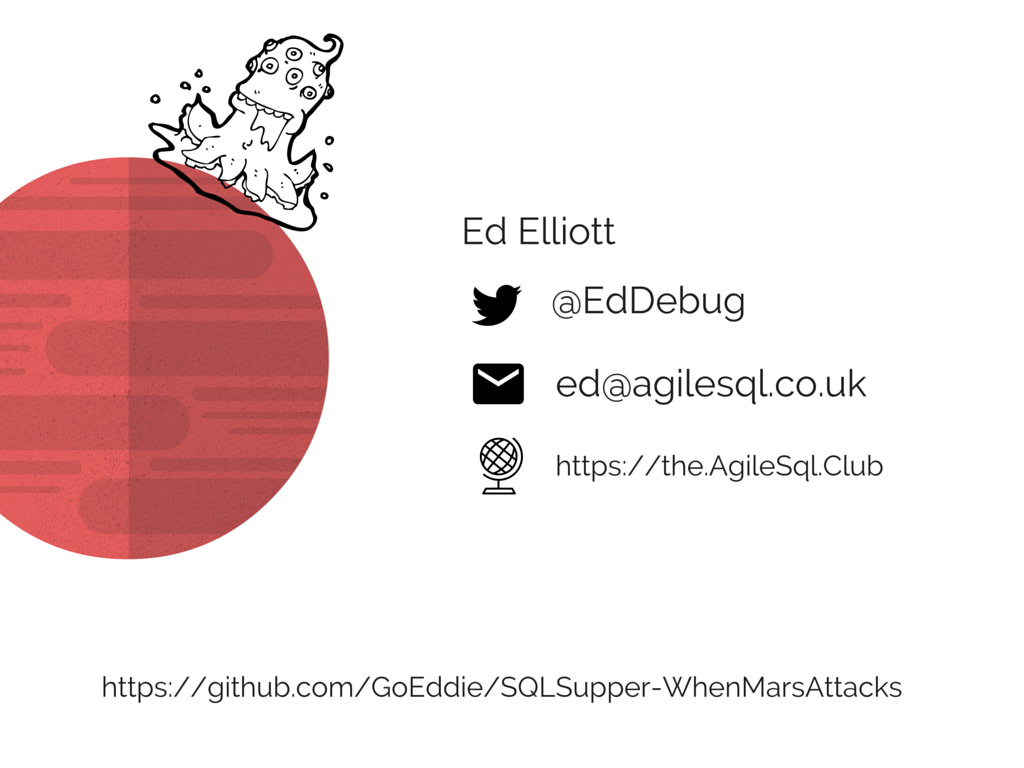 Ed Elliott
@EdDebug
ed@agilesql.co.uk
https://the.AgileSql.Club
https://github.com/GoEddie/SQLSupper-WhenMarsAttacks